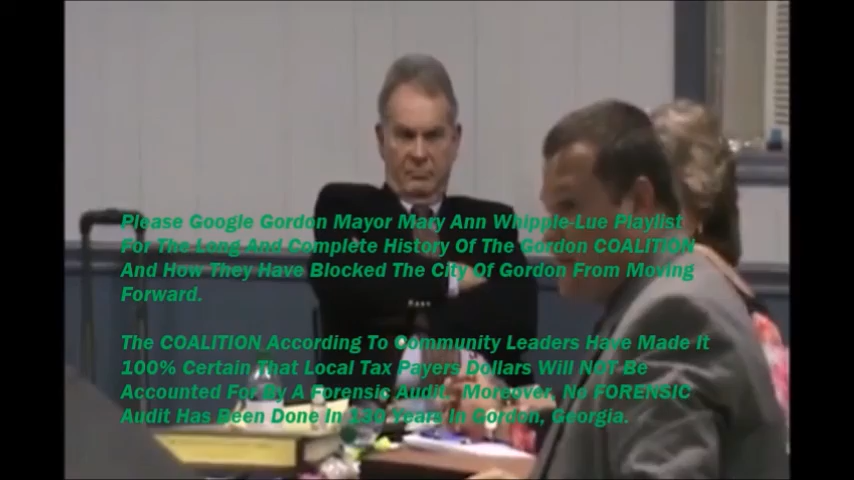 Please Google Gordon Mayor Mary Ann Whipple-Lue Playlist
For The Long And Complete History Of The Gordon COALITION
And How They Have Blocked The City Of Gordon From Moving
Forward.
The COALITION According To Community Leaders Have Made It
100% Certain That Local Tax Payers Dollars Will NOT Be
Accounted For By A Forensic Audit. Moreover, No FORENSIC
Audit Has Been Done In 130 Years In Gordon, Georgia.